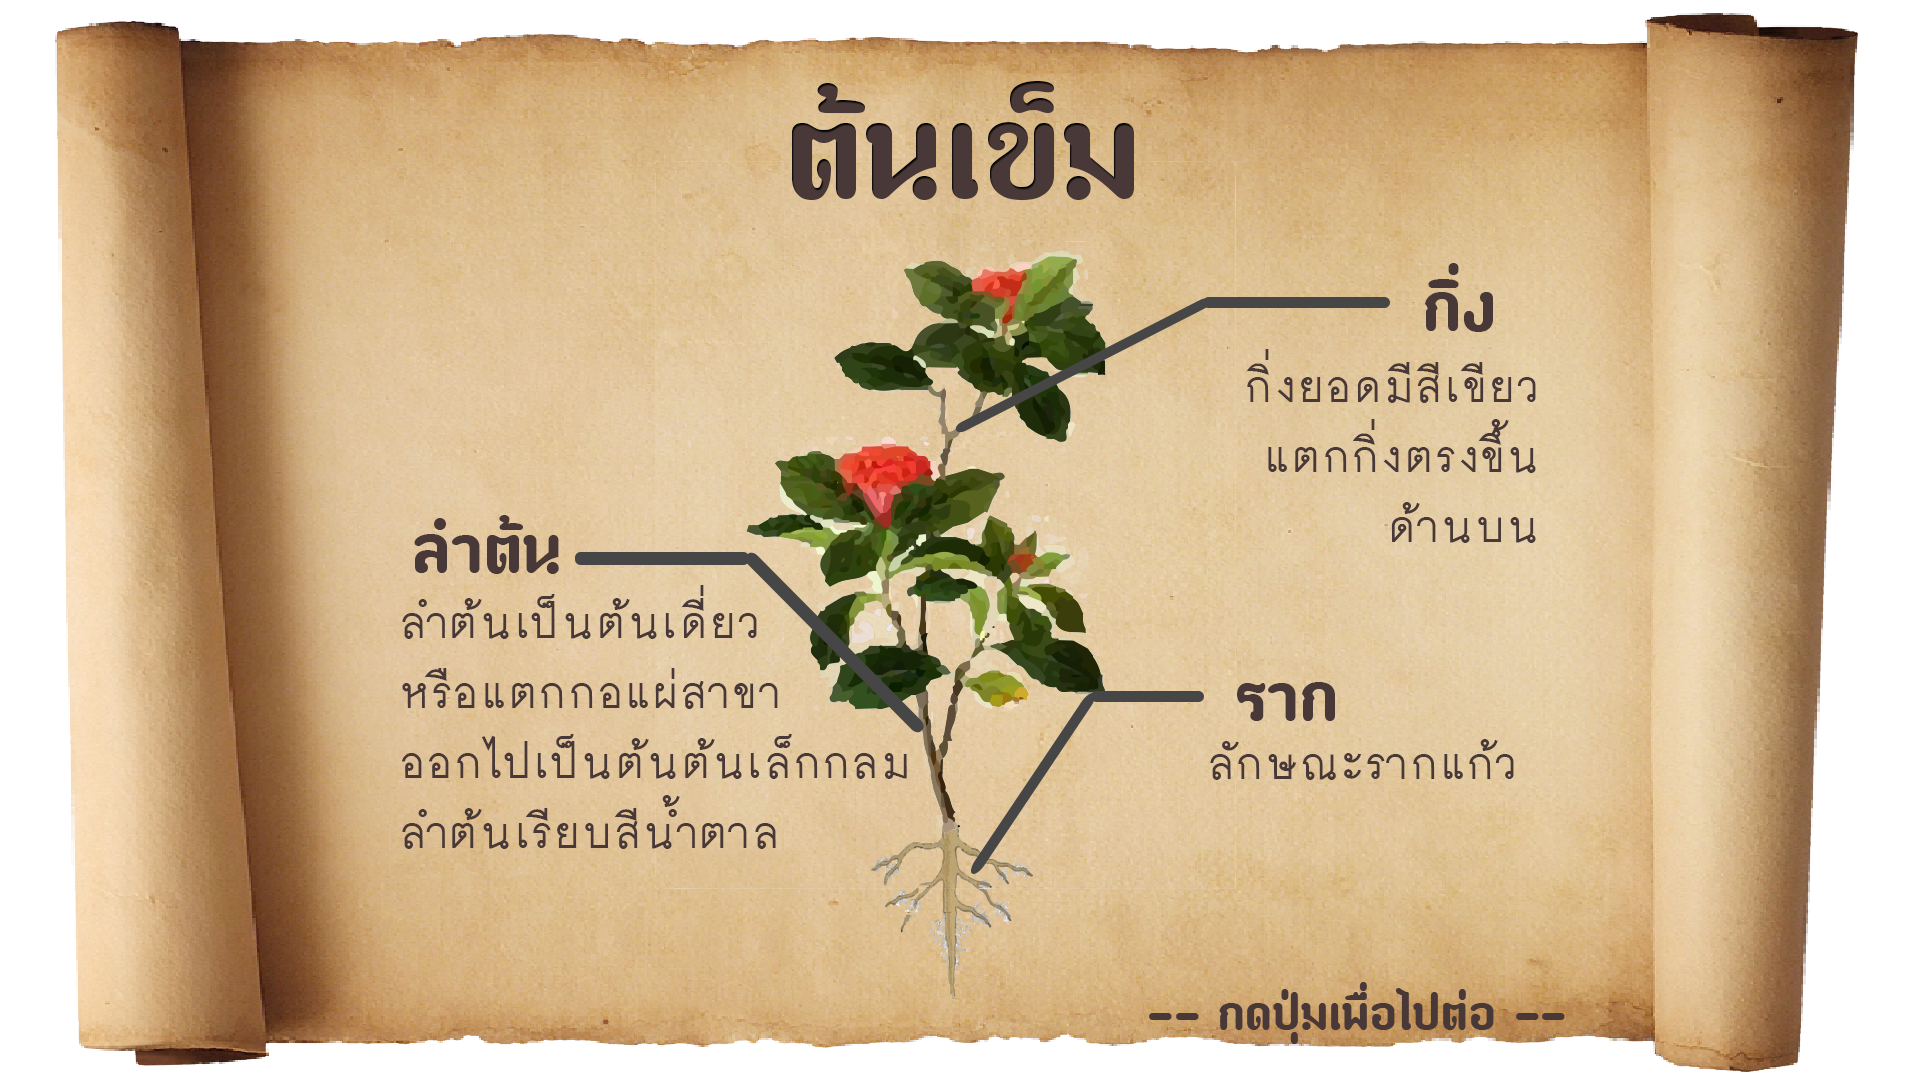 ต้นเข็ม
กิ่ง
กิ่งยอดมีสีเขียว
แตกกิ่งตรงขึ้น
ด้านบน
ลำต้น
ลำต้นเป็นต้นเดี่ยว
หรือแตกกอแผ่สาขา
ออกไปเป็นต้นต้นเล็กกลม
ลำต้นเรียบสีน้ำตาล
ราก
ลักษณะรากแก้ว
-- กดปุ่มเพื่อไปต่อ --